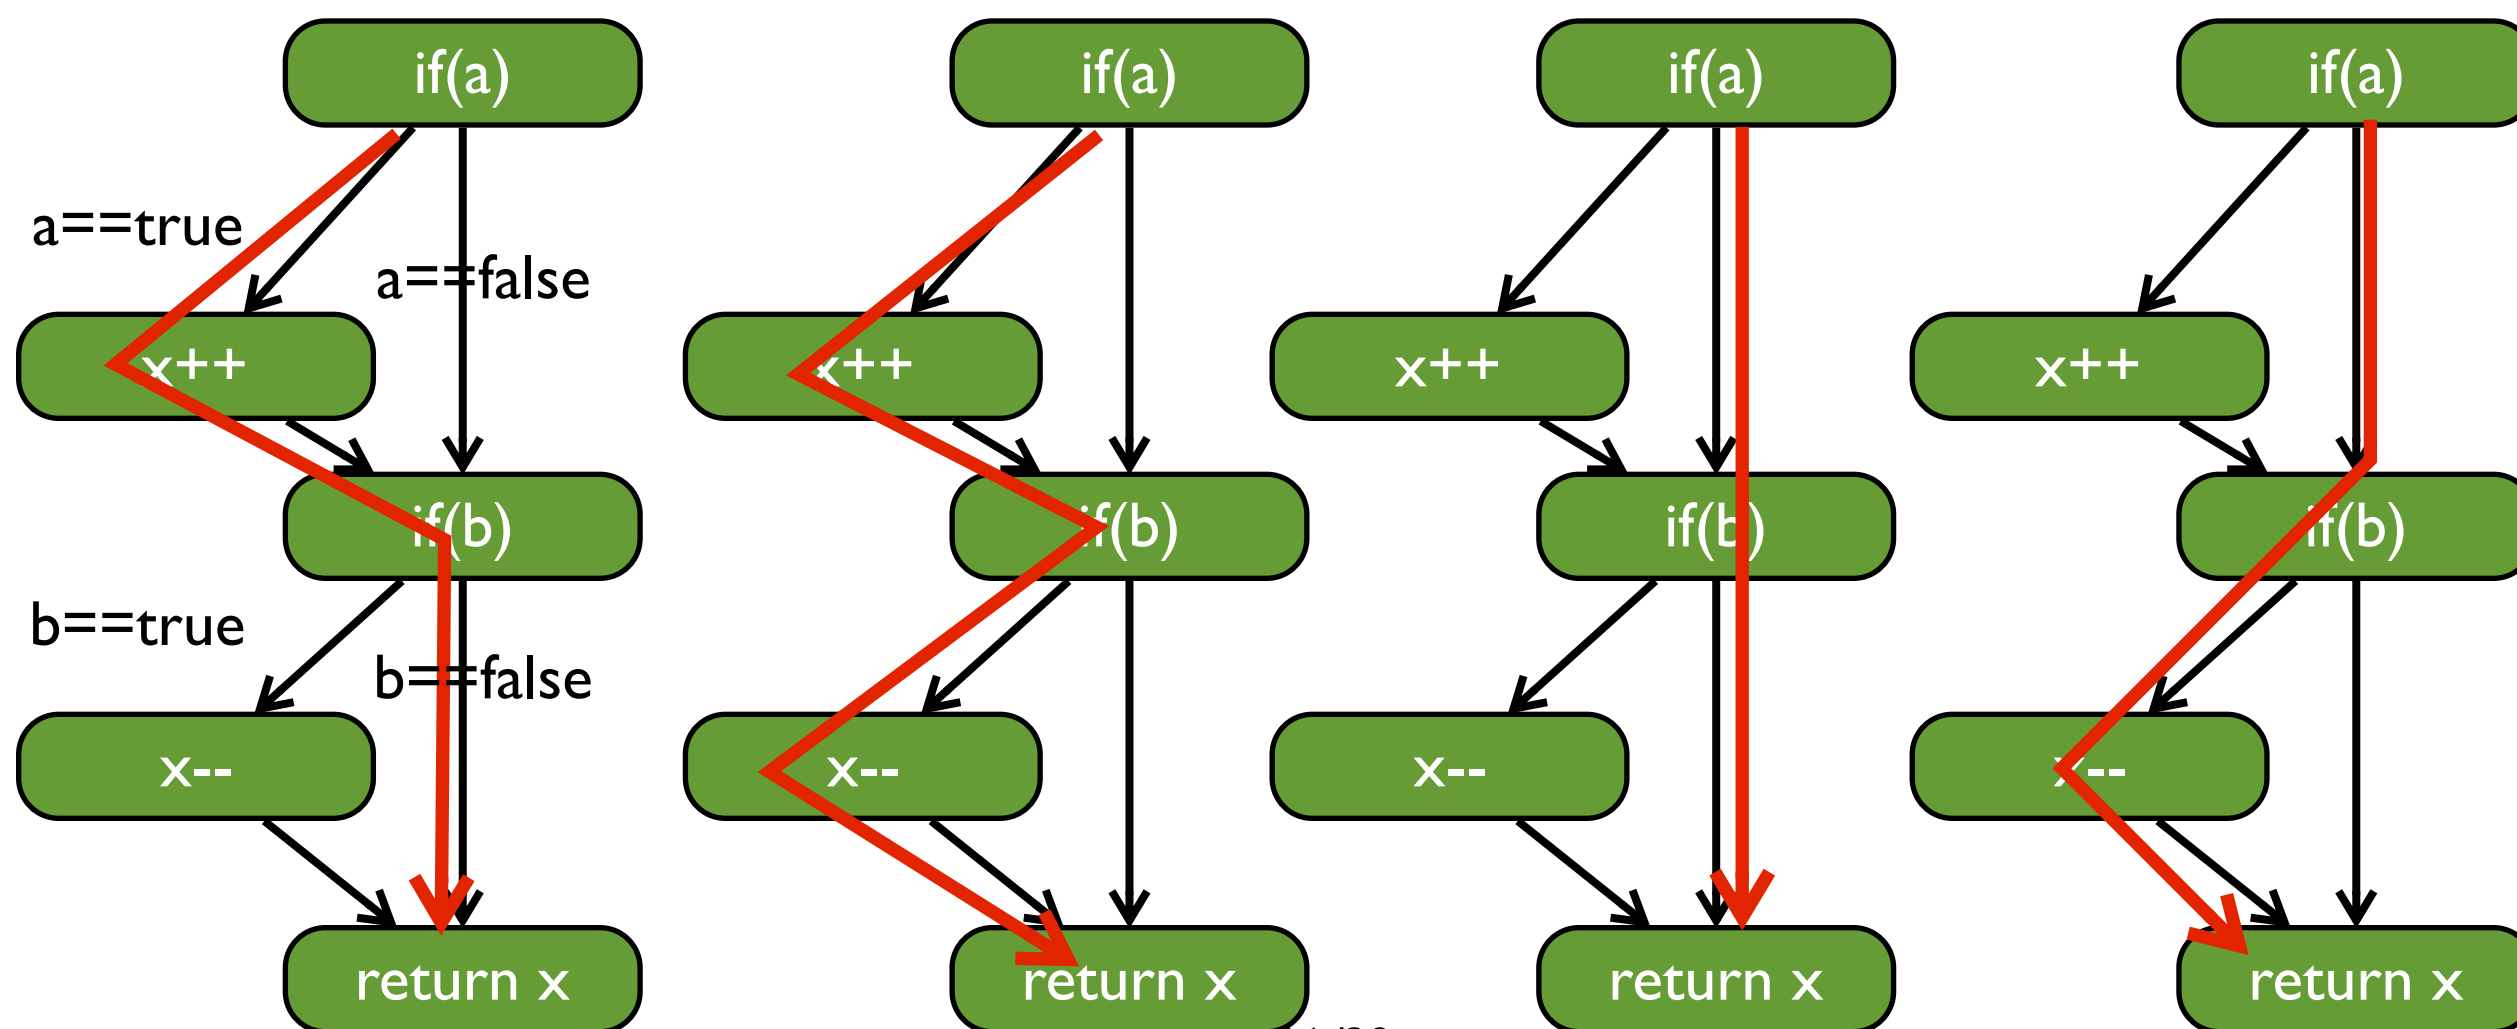 if(a)
if(a)
if(a)
if(a)
a==true
a==false
x++
x++
x++
x++
if(b)
if(b)
if(b)
if(b)
b==true
b==false
x--
x--
x--
x--
return x
return x
return x
return x